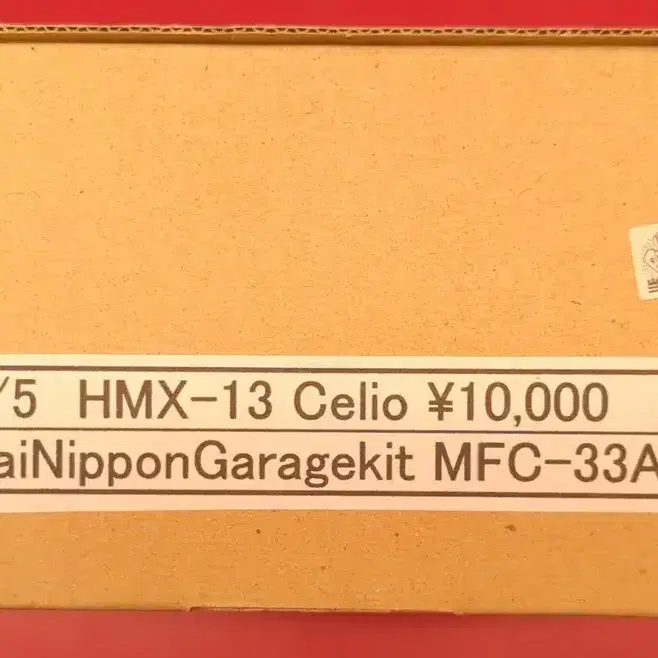 /5 HMX-13 Celio ¥10,000
aiNipponGaragekit MFC-33A